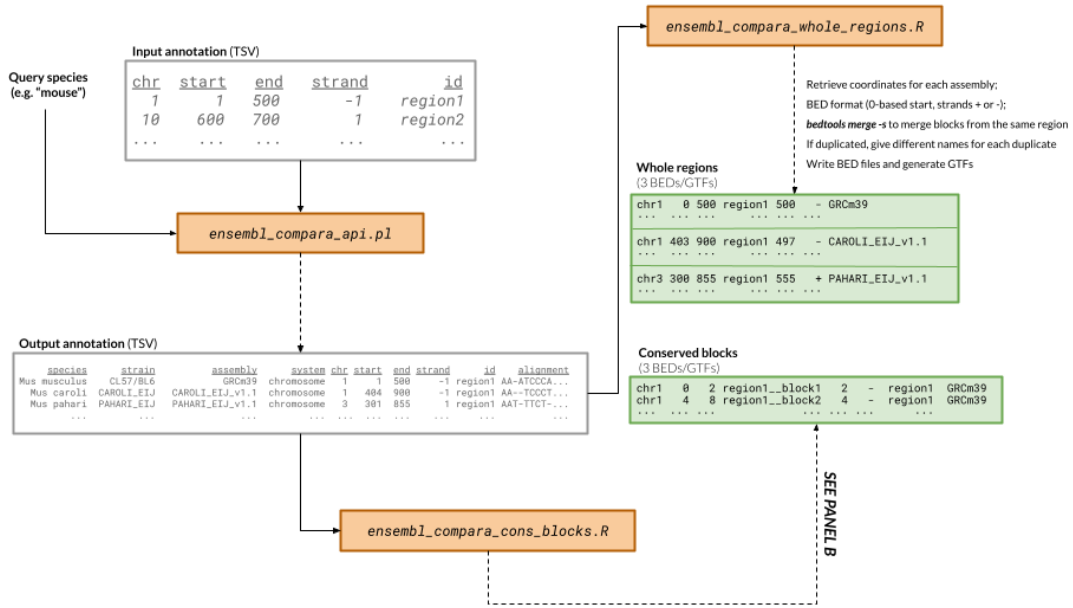 ensembl_compara_whole_regions.R
Input annotation (TSV)
Query species
(e.g. "mouse")
chr start end strand id
1 1 500 -1 region1
10 600 700 1 region2
... ... ... ... ...
Retrieve coordinates for each assembly;
BED format (0-based start, strands + or -);
bedtools merge -s to merge blocks from the same region
If duplicated, give different names for each duplicate
Write BED files and generate GTFs
Whole regions
(3 BEDs/GTFs)
chr1 0 500 region1 500 - GRCm39
... ... ... ... ... ...
chr1 403 900 region1 497 - CAROLI_EIJ_v1.1
... ... ... ... ... ...
chr3 300 855 region1 555 + PAHARI_EIJ_v1.1
... ... ... ... ... ...
ensembl_compara_api.pl
Output annotation (TSV)
species strain assembly system chr start end strand id alignment
Mus musculus CL57/BL6 GRCm39 chromosome 1 1 500 -1 region1 AA-ATCCCA...
Mus caroli CAROLI_EIJ CAROLI_EIJ_v1.1 chromosome 1 404 900 -1 region1 AA--TCCCT...
Mus pahari PAHARI_EIJ PAHARI_EIJ_v1.1 chromosome 3 301 855 1 region1 AAT-TTCT-...
... ... ... ... ... ... ... ... ... ...
Conserved blocks
(3 BEDs/GTFs)
chr1 0 2 region1__block1 2 - region1 GRCm39
chr1 4 8 region1__block2 4 - region1 GRCm39
... ... ... ... ... ... ...
SEE PANEL B
ensembl_compara_cons_blocks.R